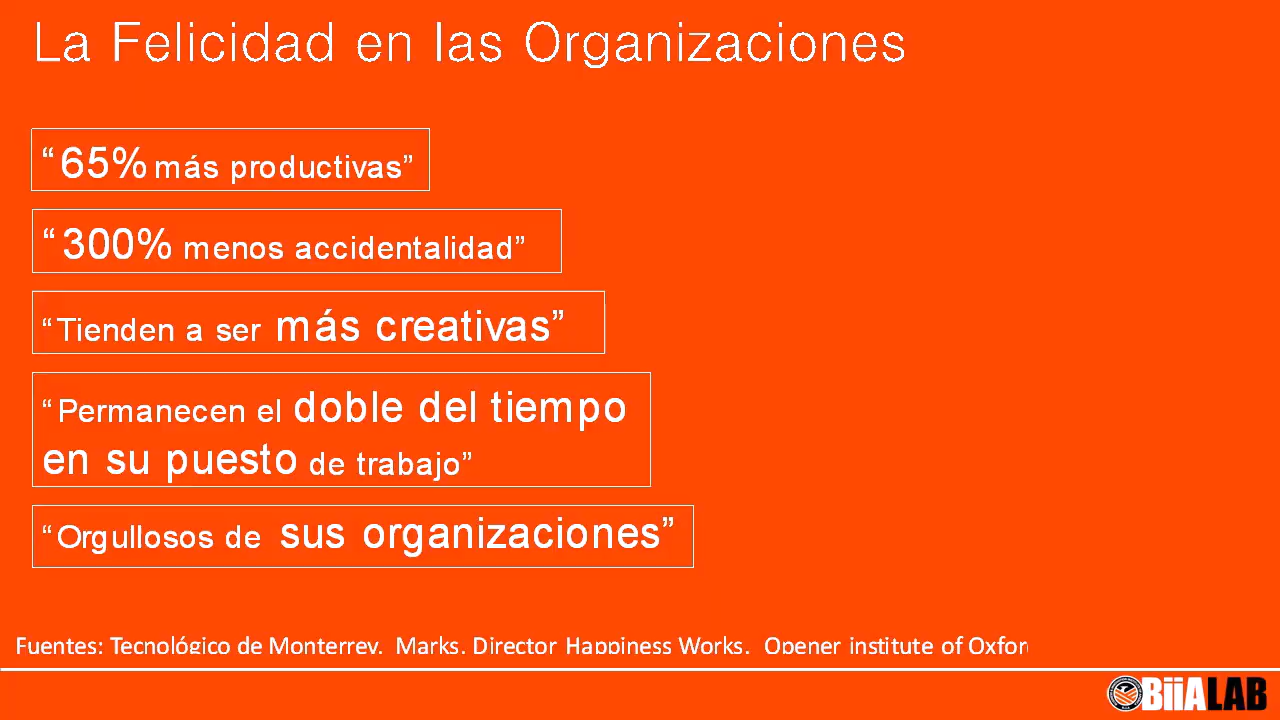 La Felicidad en las Organizaciones
“65% más productivas”
“300% menos accidentalidad”
“Tienden a ser más creativas”
“Permanecen el doble del tiempo
en su puesto de trabajo”
“Orgullosos de sus organizaciones”
Fuentes: Tecnológico de Monterrey. Marks. Director Happiness Works. Opener institute of Oxfor
BiiALAB